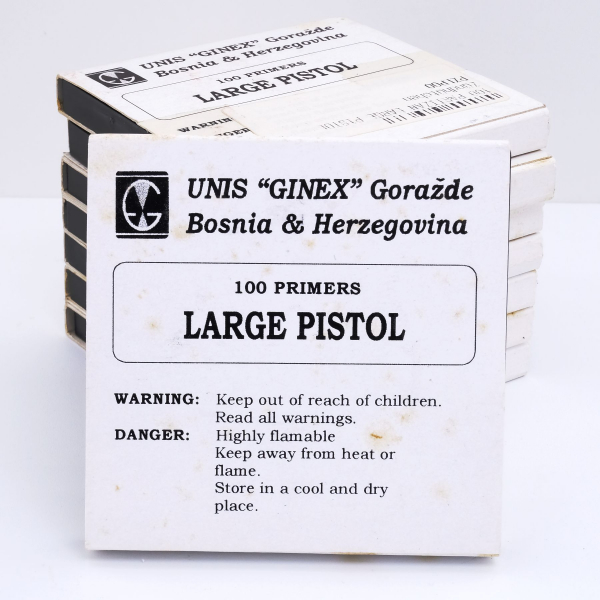 UNIS "GINEX" Goražde
Bosnia & Herzegovina
100 PRIMERS
LARGE PISTOL
WARNIN
DANGER
UNIS “GINEX” Goražde
Bosnia & Herzegovina
100 PRIMERS
LARGE PISTOL
WARNING: Keep out of reach of children.
Read all warnings.
DANGER: Highly flamable
Keep away from heat or
flame.
Store in a cool and dry
place.